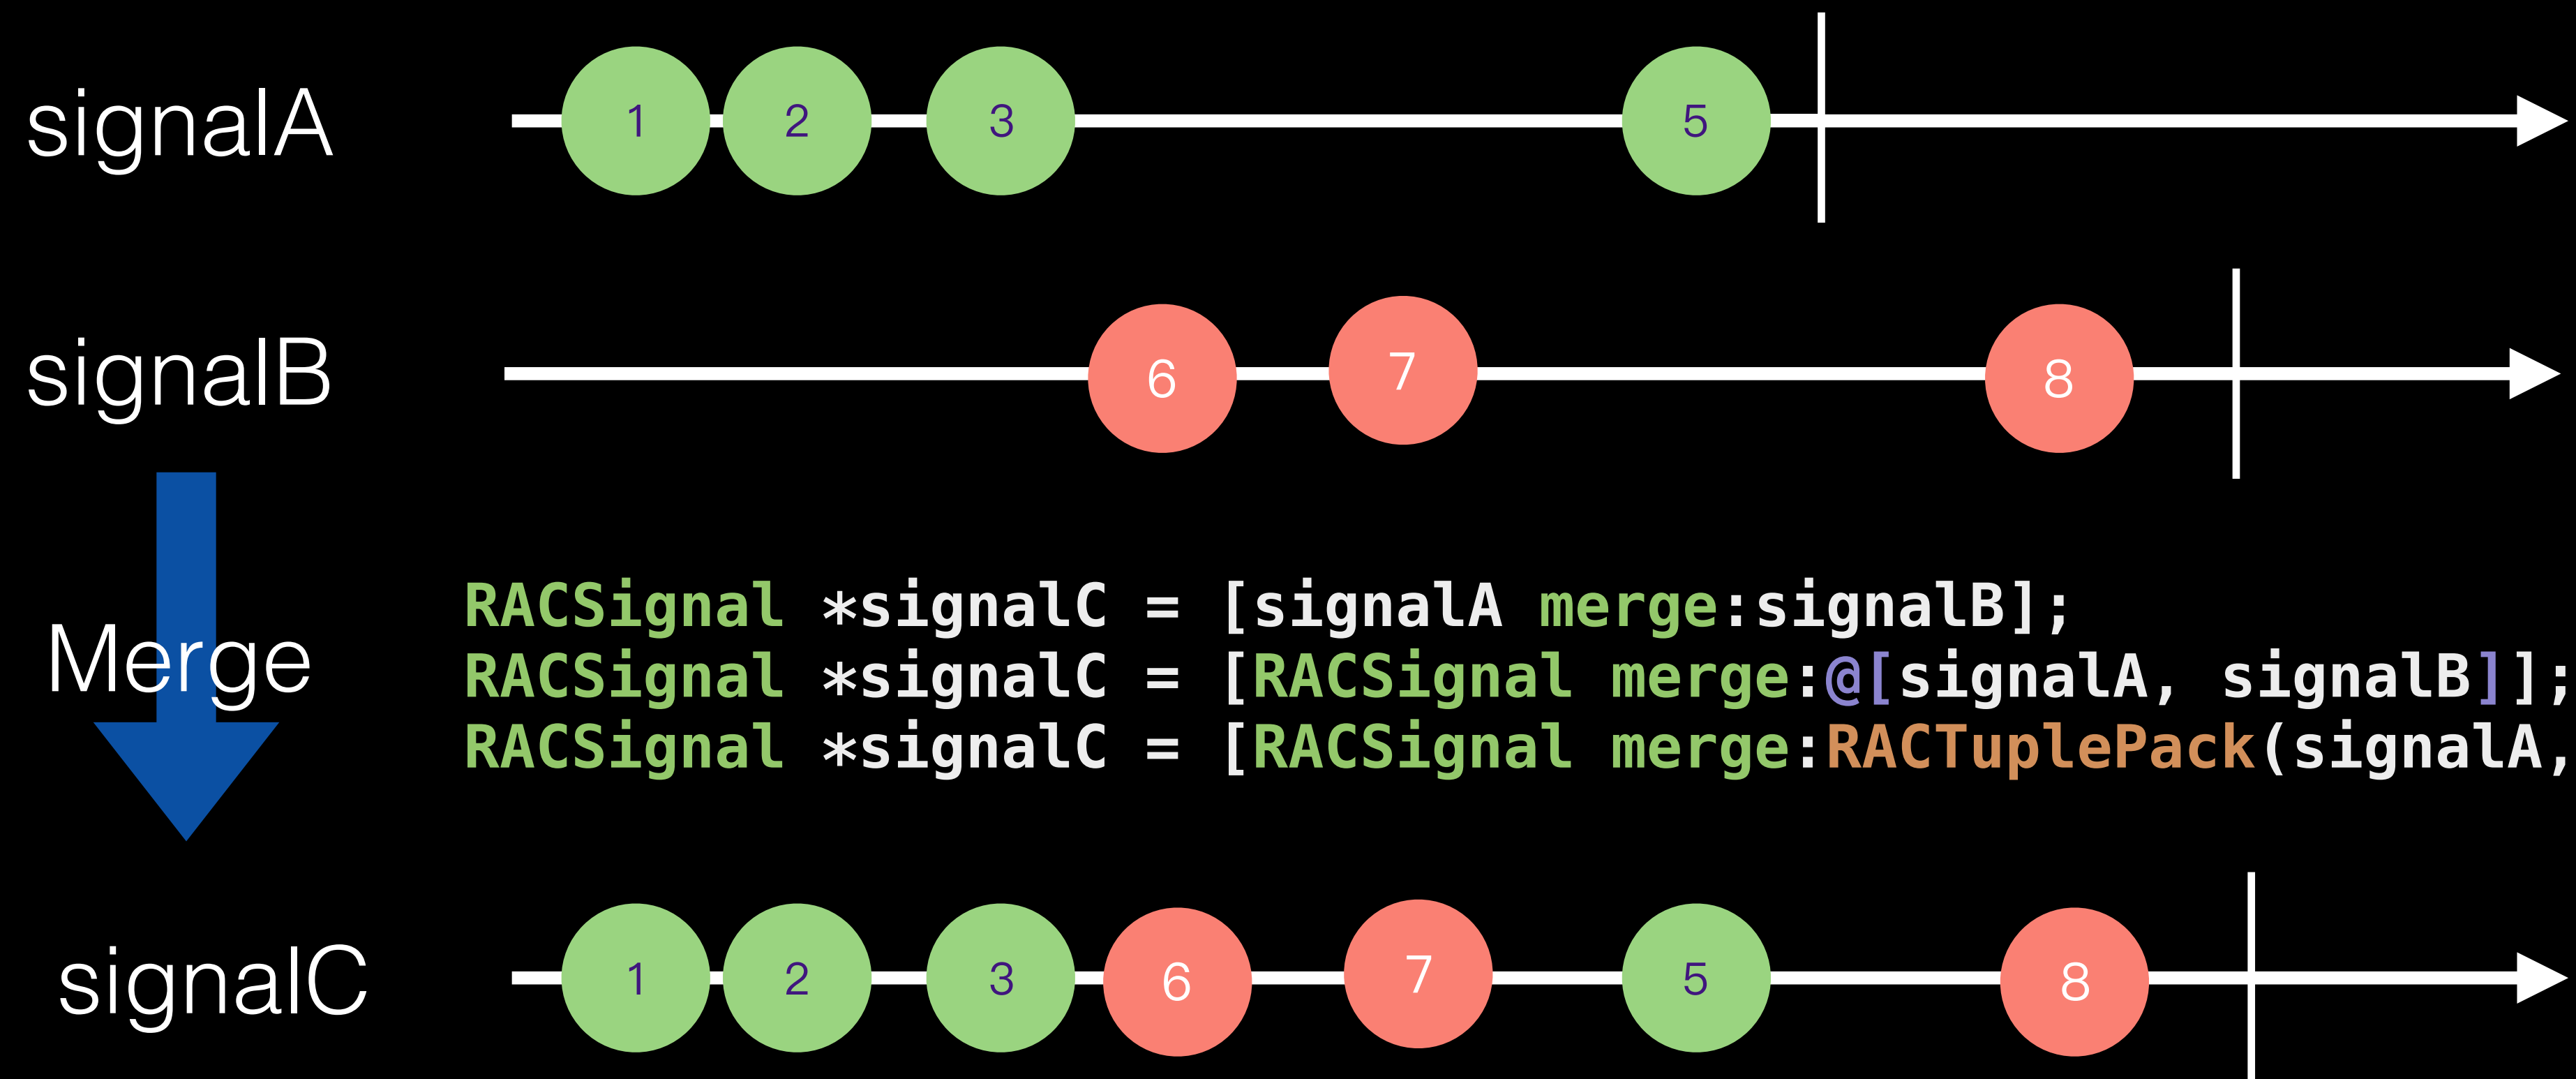 signalA 1 2 3 5
signalB 6 7 8
Merge
RACSignal *signalC = [signalA merge:signalB];
RACSignal *signalC = [RACSignal merge:@[signalA, signalB]];
RACSignal *signalC = [RACSignal merge:RACTuplePack(signalA,
signalC 1 2 3 6 7 5 8